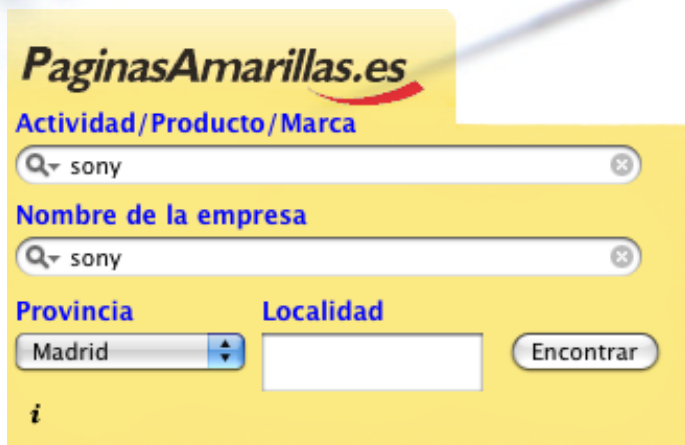 PaginasAmarillas.es
Actividad/Producto/Marca
sony
Nombre de la empresa
sony
Provincia Localidad
Madrid Encontrar
i